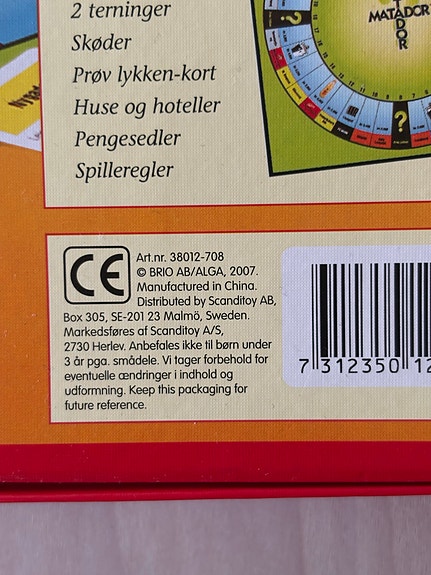 2 terninger
Skøder
Prøv lykken-kort
Huse og hoteller
Pengesedler
Spilleregler
MATADOR
CE
Art.nr. 38012-708
© BRIO AB/ALGA, 2007.
Manufactured in China.
Distributed by Scanditoy AB,
Box 305, SE-201 23 Malmö, Sweden.
Markedsføres af Scanditoy A/S,
2730 Herlev. Anbefales ikke til børn under
3 år pga. smådele. Vi tager forbehold for
eventuelle ændringer i indhold og
udformning. Keep this packaging for
future reference.
7 312350 12